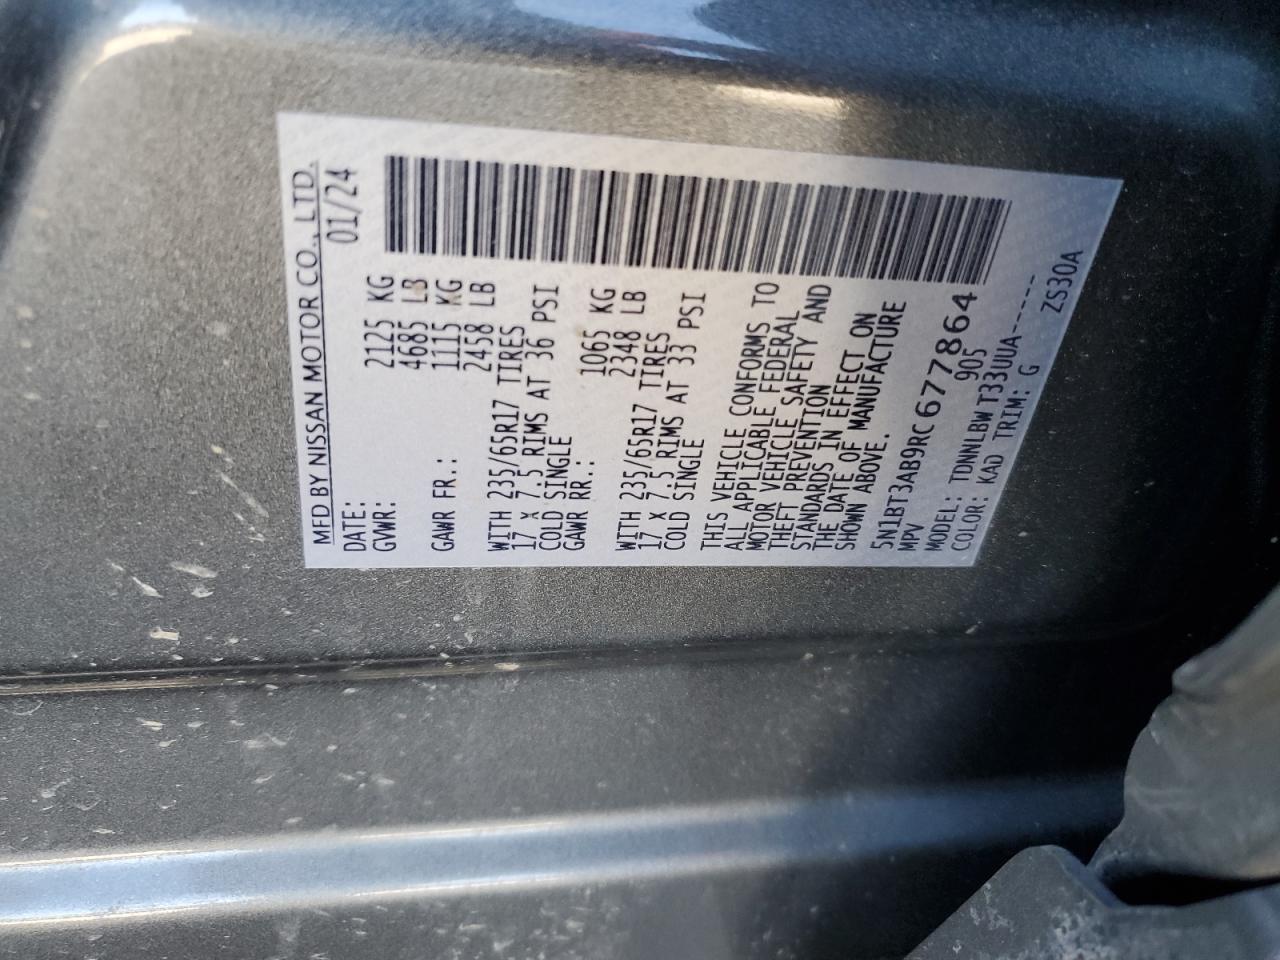 MFD BY NISSAN MOTOR CO., LTD.
DATE: 01/24
GVWR: 2125 KG
4685 LB
GAWR FR.: 1115 KG
2458 LB
WITH 235/65R17 TIRES
17 x 7.5 RIMS AT 36 PSI
COLD SINGLE
GAWR RR.: 1065 KG
2348 LB
WITH 235/65R17 TIRES
17 x 7.5 RIMS AT 33 PSI
COLD SINGLE
THIS VEHICLE CONFORMS TO
ALL APPLICABLE FEDERAL
MOTOR VEHICLE SAFETY AND
THEFT PREVENTION
STANDARDS IN EFFECT ON
THE DATE OF MANUFACTURE
SHOWN ABOVE.
5N1BT3AB9RC677864
MPV 905
MODEL: TDNNLBW T33UUA------
COLOR: KAD TRIM: G ZS30A